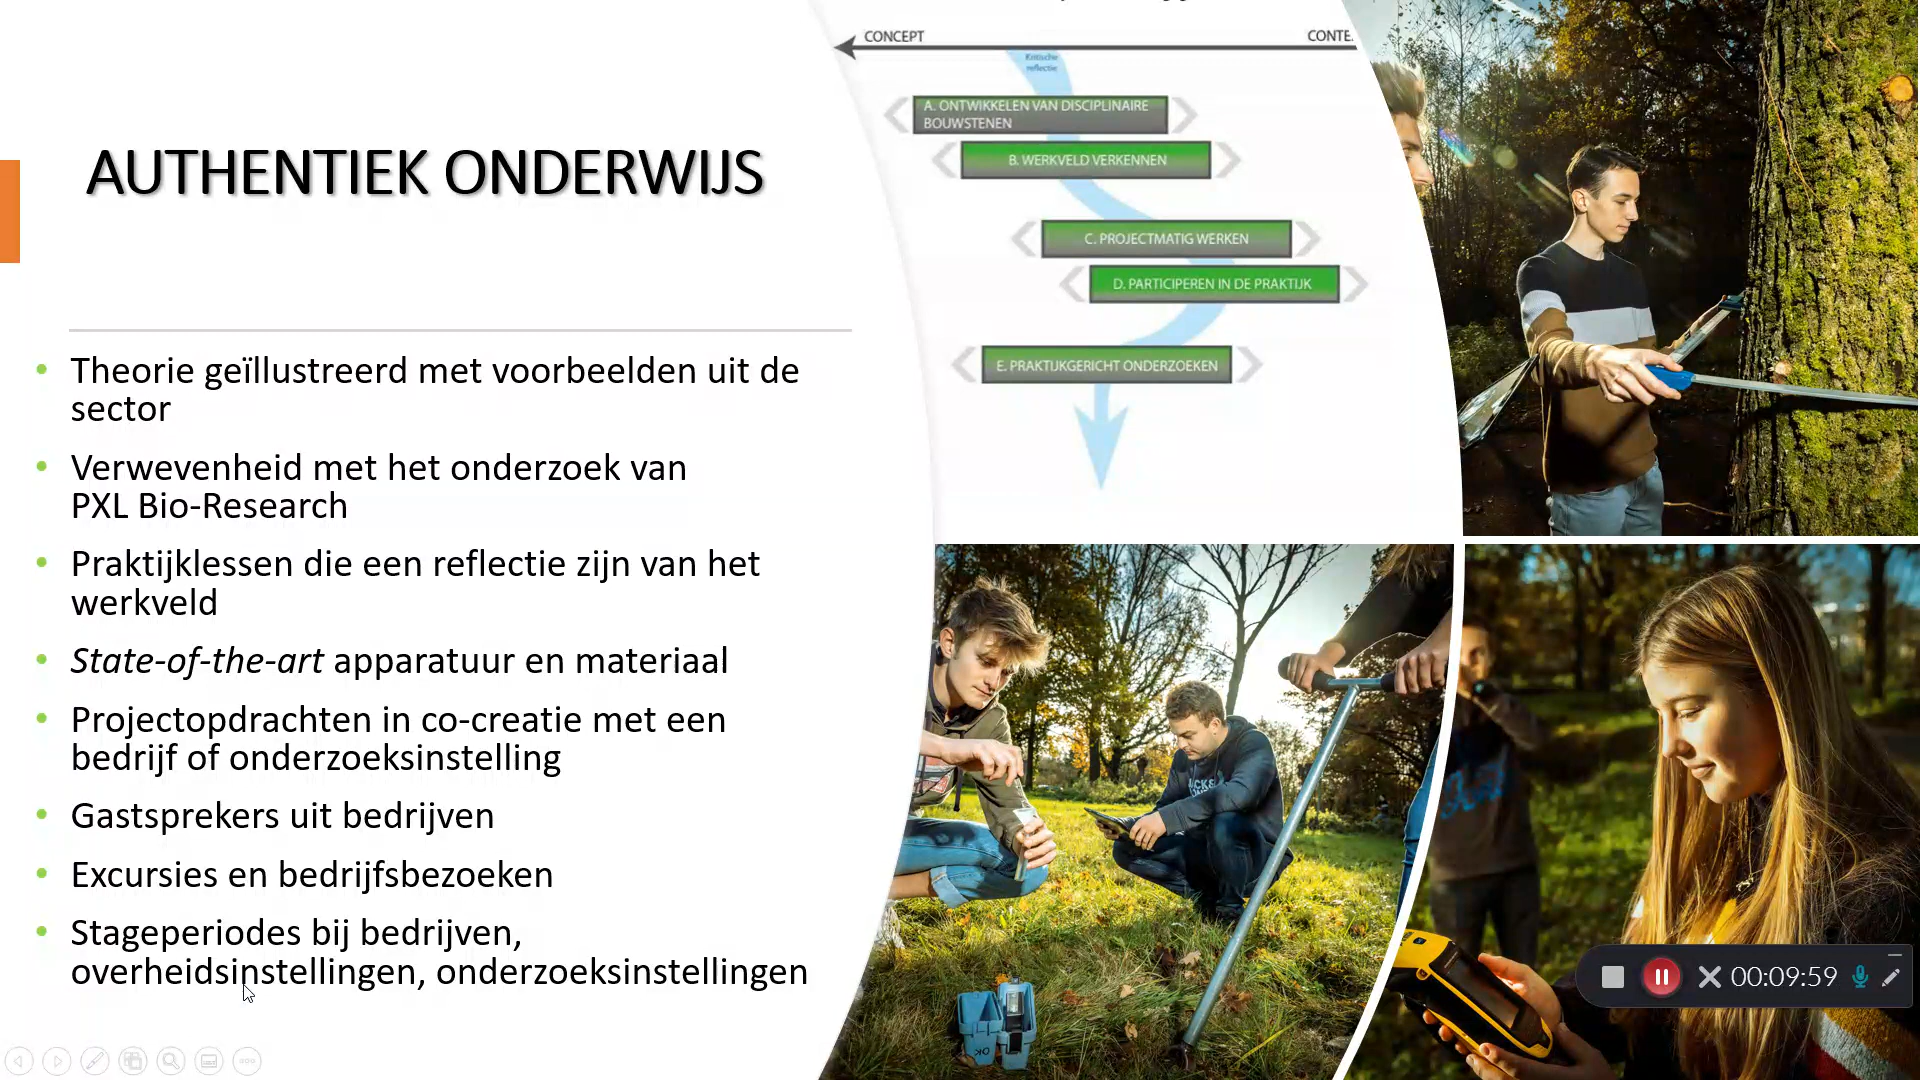 AUTHENTIEK ONDERWIJS
Theorie geïllustreerd met voorbeelden uit de
sector
Verwevenheid met het onderzoek van
PXL Bio-Research
Praktijklessen die een reflectie zijn van het
werkveld
State-of-the-art apparatuur en materiaal
Projectopdrachten in co-creatie met een
bedrijf of onderzoeksinstelling
Gastsprekers uit bedrijven
Excursies en bedrijfsbezoeken
Stageperiodes bij bedrijven,
overheidsinstellingen, onderzoeksinstellingen
CONCEPT
CONTE
Kritische
reflectie
A. ONTWIKKELEN VAN DISCIPLINAIRE
BOUWSTENEN
B. WERKVELD VERKENNEN
C. PROJECTMATIG WERKEN
D. PARTICIPEREN IN DE PRAKTIJK
E. PRAKTIJKGERICHT ONDERZOEKEN
00:09:59